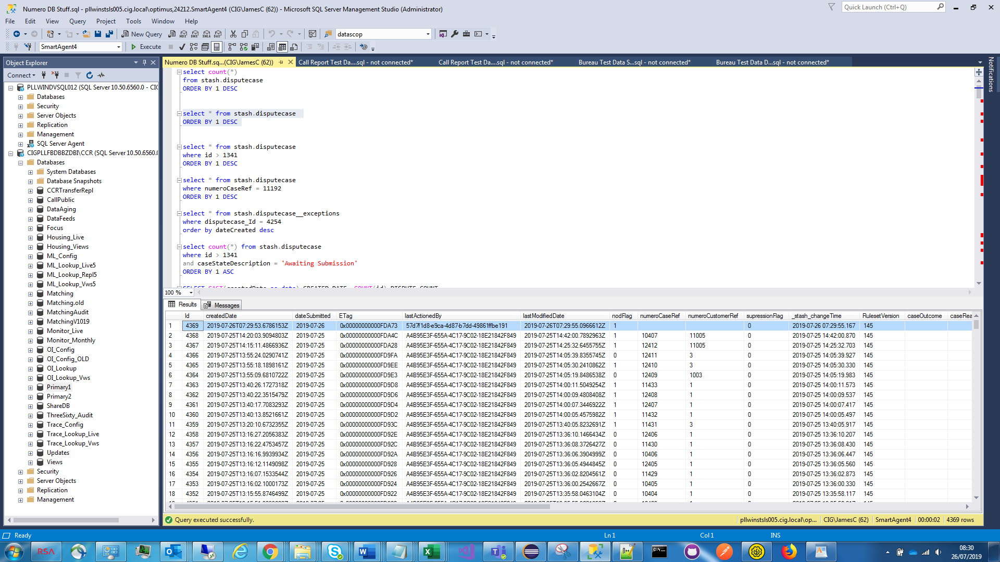 Numero DB Stuff.sql - pllwinstsls005.cig.local\optimus,24212.SmartAgent4 (CIG\JamesC (62)) - Microsoft SQL Server Management Studio (Administrator)
Quick Launch (Ctrl+Q)
File Edit View Query Project Tools Window Help
New Query MDX DMX XMLA DAX datascop
SmartAgent4 Execute
Object Explorer
Numero DB Stuff.sq...(CIG\JamesC (62)) Call Report Test Da....sql - not connected* Call Report Test Da....sql - not connected* Bureau Test Data S...sql - not connected* Bureau Test Data D...sql - not connected*
Notifications
Connect
PLLWINDVSQL012 (SQL Server 10.50.6560.0 - CIG
Databases
Security
Server Objects
Replication
Management
SQL Server Agent
CIGPLLFBDBBZDBI\CCR (SQL Server 10.50.6560.0
Databases
System Databases
Database Snapshots
CCRTransferRepl
CallPublic
DataAging
DataFeeds
Focus
Housing_Live
Housing_Views
ML_Config
ML_Lookup_Live5
ML_Lookup_Repl5
ML_Lookup_Vws5
Matching
Matching.old
MatchingAudit
MatchingV1019
Monitor_Live
Monitor_Monthly
OI_Config
OI_Config_OLD
OI_Lookup
OI_Lookup_Vws
Primary1
Primary2
ShareDB
ThreeSixty_Audit
Trace_Config
Trace_Lookup_Live
Trace_Lookup_Vws
Updates
Views
Security
Server Objects
Replication
Management
select count(*)
from stash.disputecase
ORDER BY 1 DESC
select * from stash.disputecase
ORDER BY 1 DESC
select * from stash.disputecase
where id > 1341
ORDER BY 1 DESC
select * from stash.disputecase
where numeroCaseRef = 11192
ORDER BY 1 DESC
select * from stash.disputecase__exceptions
where disputecase_Id = 4254
order by dateCreated desc
select count(*) from stash.disputecase
where id > 1341
and caseStateDescription = 'Awaiting Submission'
ORDER BY 1 ASC
SELECT CAST(createdDate as date) CREATED_DATE, COUNT(id) DISPUTE_COUNT
100 %
Results Messages
Id createdDate dateSubmitted ETag lastActionedBy lastModifiedDate nodFlag numeroCaseRef numeroCustomerRef supressionFlag _stash_changeTime RulesetVersion caseOutcome caseRea
1 4369 2019-07-26T07:29:53.6786153Z 2019-07-26 0x00000000000FDA73 57d7f1d8-e9ca-4d87-b7dd-49861ffbe191 2019-07-26T07:29:55.0966612Z 1 0 2019-07-26 07:29:55.167 145
2 4368 2019-07-25T14:20:03.9094803Z 2019-07-25 0x00000000000FDA4C A4B95E3F-655A-4C17-9C02-18E21842F849 2019-07-25T14:42:00.7892963Z 1 10407 11005 0 2019-07-25 14:42:00.870 145
3 4367 2019-07-25T14:15:11.4866936Z 2019-07-25 0x00000000000FDA28 A4B95E3F-655A-4C17-9C02-18E21842F849 2019-07-25T14:25:32.6455755Z 1 12412 11005 0 2019-07-25 14:25:32.703 145
4 4366 2019-07-25T13:55:24.0290741Z 2019-07-25 0x00000000000FD9FA A4B95E3F-655A-4C17-9C02-18E21842F849 2019-07-25T14:05:39.8355745Z 0 12411 3 0 2019-07-25 14:05:39.927 145
5 4365 2019-07-25T13:55:18.1898161Z 2019-07-25 0x00000000000FD9EE A4B95E3F-655A-4C17-9C02-18E21842F849 2019-07-25T14:05:30.2410862Z 1 12410 3 0 2019-07-25 14:05:30.330 145
6 4364 2019-07-25T13:55:09.6810722Z 2019-07-25 0x00000000000FD9E3 A4B95E3F-655A-4C17-9C02-18E21842F849 2019-07-25T14:05:19.8486538Z 0 12409 1003 0 2019-07-25 14:05:19.983 145
7 4363 2019-07-25T13:40:26.1727318Z 2019-07-25 0x00000000000FD9D8 A4B95E3F-655A-4C17-9C02-18E21842F849 2019-07-25T14:00:11.5049254Z 1 11433 1 0 2019-07-25 14:00:11.573 145
8 4362 2019-07-25T13:40:22.3515479Z 2019-07-25 0x00000000000FD9D6 A4B95E3F-655A-4C17-9C02-18E21842F849 2019-07-25T14:00:09.4808408Z 1 12408 1 0 2019-07-25 14:00:09.537 145
9 4361 2019-07-25T13:40:17.7083293Z 2019-07-25 0x00000000000FD9D4 A4B95E3F-655A-4C17-9C02-18E21842F849 2019-07-25T14:00:07.3446922Z 1 12407 1 0 2019-07-25 14:00:07.417 145
10 4360 2019-07-25T13:40:13.8521661Z 2019-07-25 0x00000000000FD9D2 A4B95E3F-655A-4C17-9C02-18E21842F849 2019-07-25T14:00:05.4575982Z 1 11432 1 0 2019-07-25 14:00:05.497 145
11 4359 2019-07-25T13:20:10.6732355Z 2019-07-25 0x00000000000FD93C A4B95E3F-655A-4C17-9C02-18E21842F849 2019-07-25T13:40:05.8232691Z 1 11431 3 0 2019-07-25 13:40:05.917 145
12 4358 2019-07-25T13:16:27.2056383Z 2019-07-25 0x00000000000FD92E A4B95E3F-655A-4C17-9C02-18E21842F849 2019-07-25T13:36:10.1466434Z 0 12406 1 0 2019-07-25 13:36:10.207 145
13 4357 2019-07-25T13:16:22.4753457Z 2019-07-25 0x00000000000FD92C A4B95E3F-655A-4C17-9C02-18E21842F849 2019-07-25T13:36:08.3726427Z 0 11430 1 0 2019-07-25 13:36:08.430 145
14 4356 2019-07-25T13:16:16.9939934Z 2019-07-25 0x00000000000FD92A A4B95E3F-655A-4C17-9C02-18E21842F849 2019-07-25T13:36:06.3904999Z 0 10406 1 0 2019-07-25 13:36:06.447 145
15 4355 2019-07-25T13:16:12.1149098Z 2019-07-25 0x00000000000FD928 A4B95E3F-655A-4C17-9C02-18E21842F849 2019-07-25T13:36:05.4944845Z 0 12405 1 0 2019-07-25 13:36:05.560 145
16 4354 2019-07-25T13:16:07.1533544Z 2019-07-25 0x00000000000FD926 A4B95E3F-655A-4C17-9C02-18E21842F849 2019-07-25T13:36:02.8204561Z 0 11429 1 0 2019-07-25 13:36:02.873 145
17 4353 2019-07-25T13:16:02.1000173Z 2019-07-25 0x00000000000FD924 A4B95E3F-655A-4C17-9C02-18E21842F849 2019-07-25T13:36:00.2542667Z 0 10405 1 0 2019-07-25 13:36:00.330 145
18 4352 2019-07-25T13:15:55.8746499Z 2019-07-25 0x00000000000FD922 A4B95E3F-655A-4C17-9C02-18E21842F849 2019-07-25T13:35:58.0463104Z 0 10404 1 0 2019-07-25 13:35:58.117 145
Query executed successfully. pllwinstsls005.cig.local\op... CIG\JamesC (62) SmartAgent4 00:00:02 4369 rows
Ready Ln 1 Col 1 INS
RSA
08:30
26/07/2019